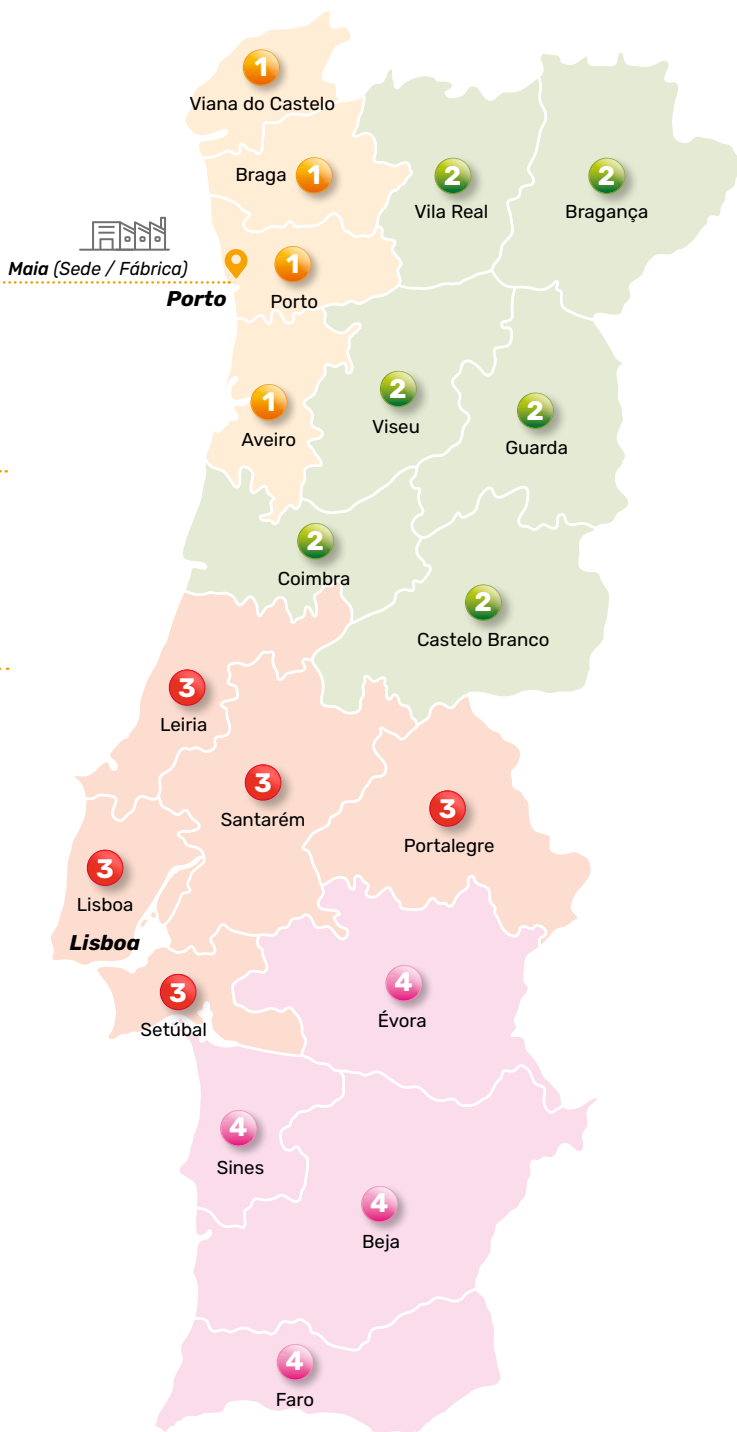 1
Viana do Castelo
Braga 1
2
Vila Real
2
Bragança
Maia (Sede / Fábrica)
Porto
1
Porto
1
Aveiro
2
Viseu
2
Guarda
2
Coimbra
2
Castelo Branco
3
Leiria
3
Santarém
3
Portalegre
3
Lisboa
Lisboa
3
Setúbal
4
Évora
4
Sines
4
Beja
4
Faro